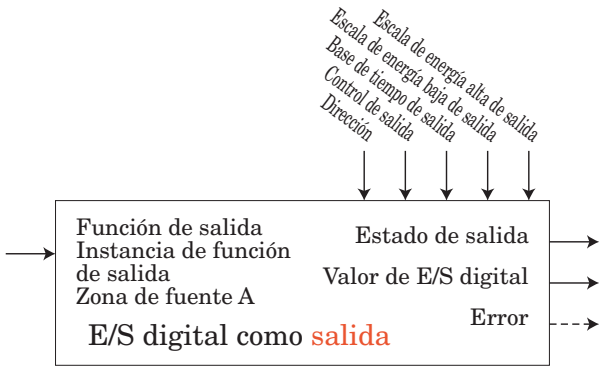 Escala de energía alta de salida
Escala de energía baja de salida
Base de tiempo de salida
Control de salida
Dirección
Función de salida
Instancia de función
de salida
Zona de fuente A
Estado de salida
Valor de E/S digital
Error
E/S digital como salida